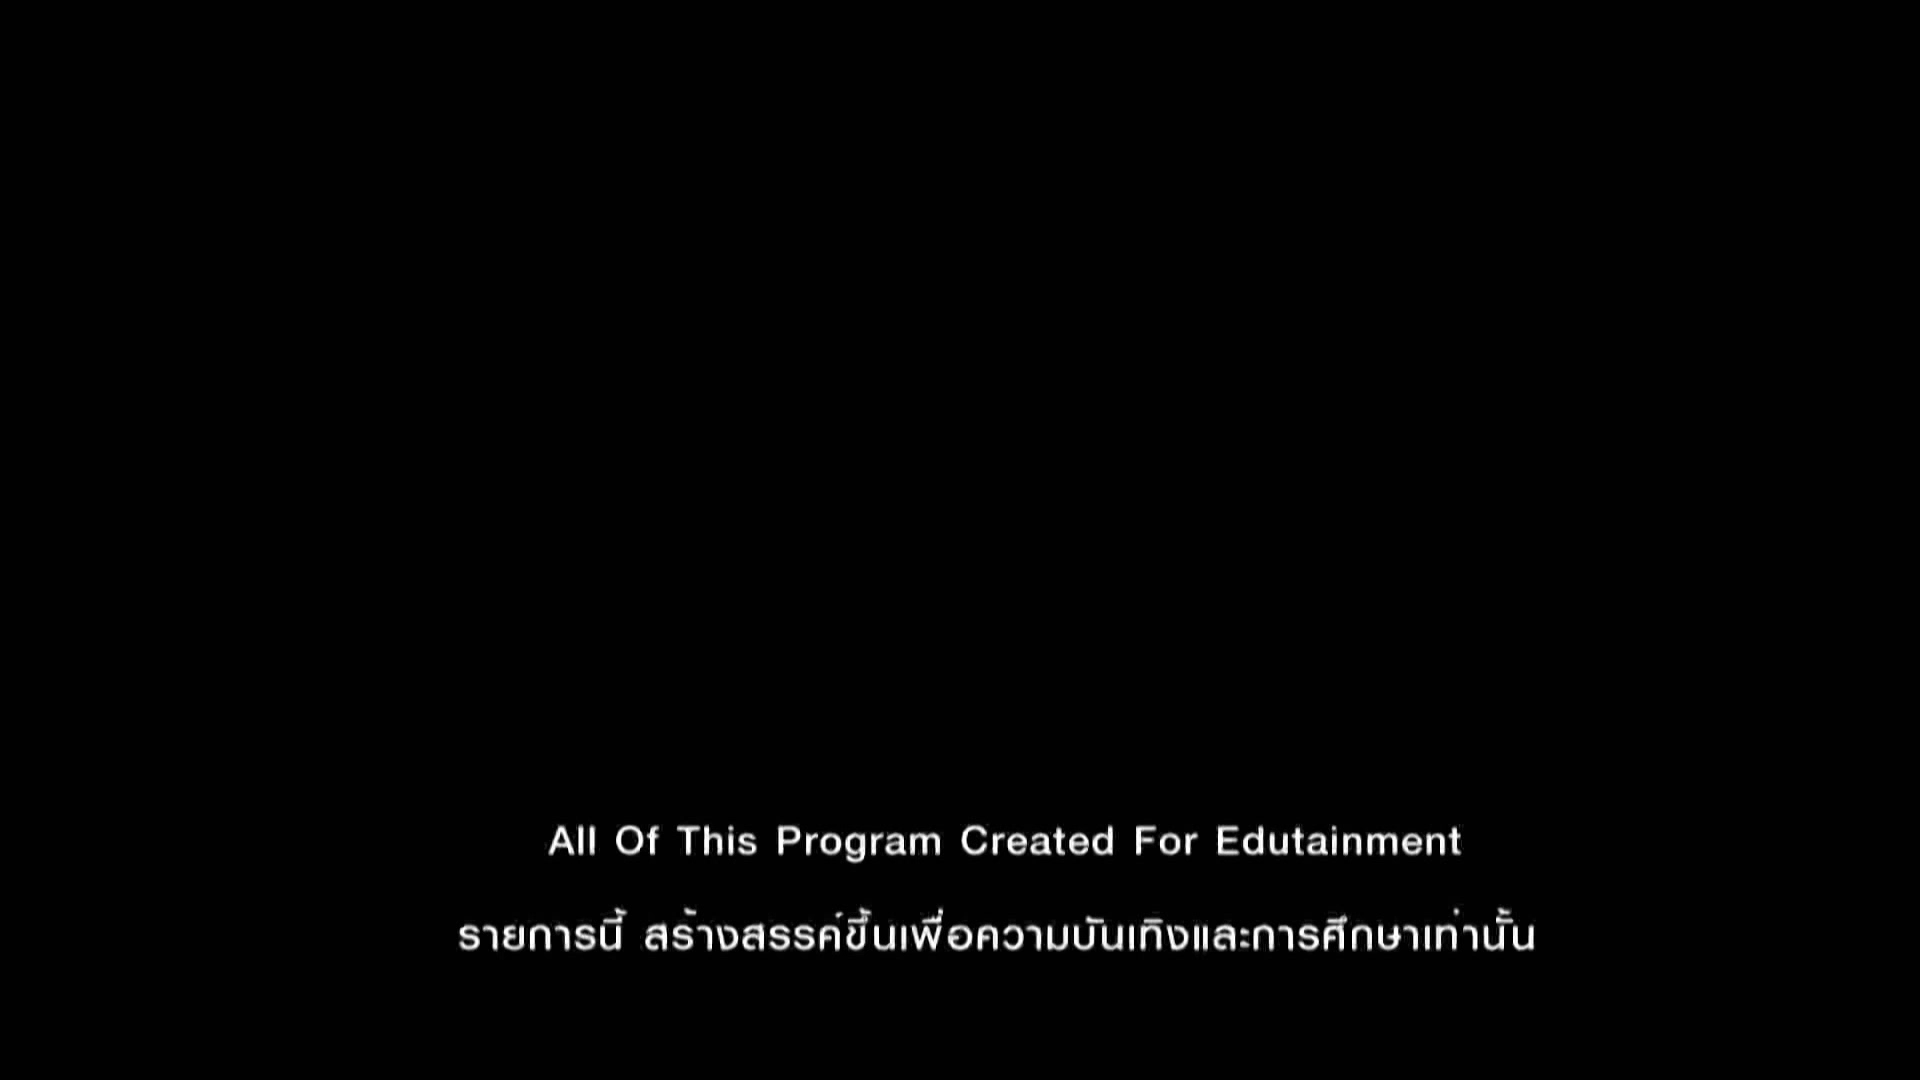 All Of This Program Created For Edutainment
รายการนี้ สร้างสรรค์ขึ้นเพื่อความบันเทิงและการศึกษาเท่านั้น